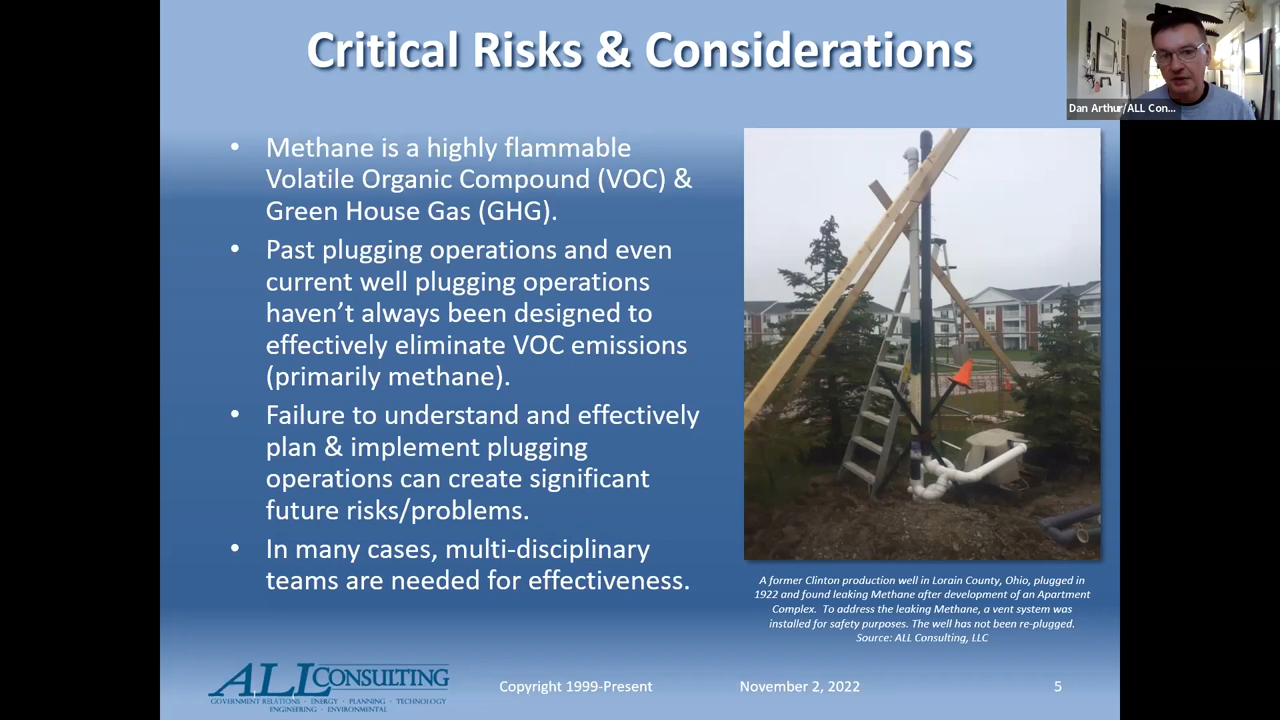 Critical Risks & Considerations
Dan Arthur/ALL Con...
• Methane is a highly flammable
Volatile Organic Compound (VOC) &
Green House Gas (GHG).
• Past plugging operations and even
current well plugging operations
haven't always been designed to
effectively eliminate VOC emissions
(primarily methane).
• Failure to understand and effectively
plan & implement plugging
operations can create significant
future risks/problems.
• In many cases, multi-disciplinary
teams are needed for effectiveness.
A former Clinton production well in Lorain County, Ohio, plugged in
1922 and found leaking Methane after development of an Apartment
Complex. To address the leaking Methane, a vent system was
installed for safety purposes. The well has not been re-plugged.
Source: ALL Consulting, LLC
ALL CONSULTING
GOVERNMENT RELATIONS · ENERGY · PLANNING · TECHNOLOGY
ENGINEERING · ENVIRONMENTAL
Copyright 1999-Present
November 2, 2022
5